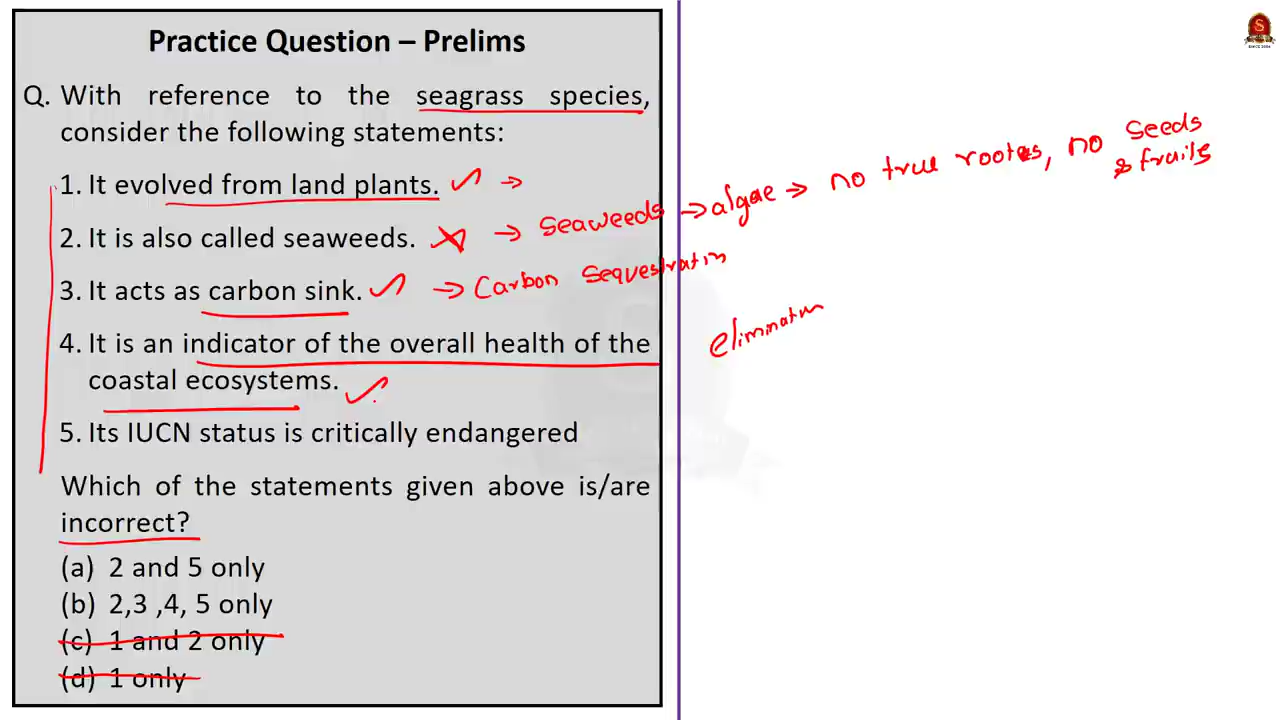 Practice Question – Prelims
Q. With reference to the seagrass species,
consider the following statements:
1. It evolved from land plants. →
2. It is also called seaweeds. → Seaweeds → algae → no true rootes, no Seeds
& fruits
3. It acts as carbon sink. → Carbon Sequestratin
4. It is an indicator of the overall health of the
coastal ecosystems.
eliminatin
5. Its IUCN status is critically endangered
Which of the statements given above is/are
incorrect?
(a) 2 and 5 only
(b) 2,3 ,4, 5 only
(c) 1 and 2 only
(d) 1 only
S
SINCE 2004